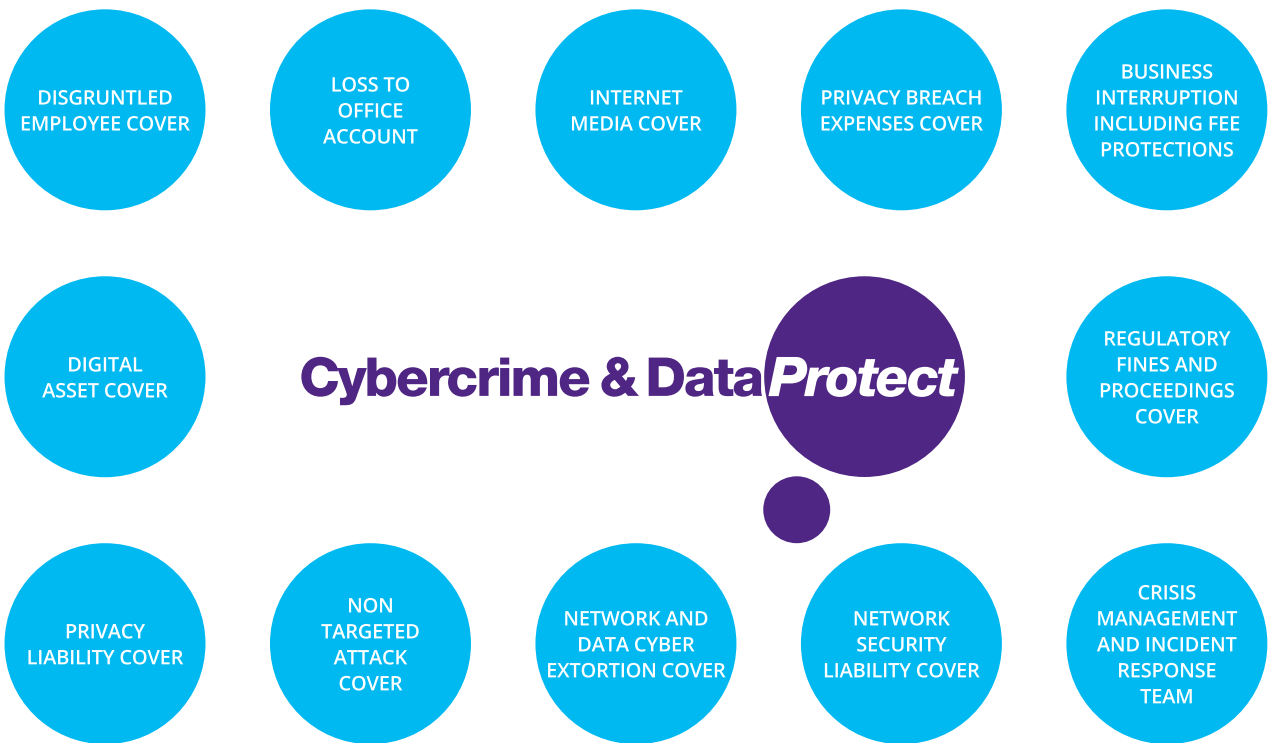 DISGRUNTLED
EMPLOYEE COVER
LOSS TO
OFFICE
ACCOUNT
INTERNET
MEDIA COVER
PRIVACY BREACH
EXPENSES COVER
BUSINESS
INTERRUPTION
INCLUDING FEE
PROTECTIONS
DIGITAL
ASSET COVER
Cybercrime & Data Protect
REGULATORY
FINES AND
PROCEEDINGS
COVER
PRIVACY
LIABILITY COVER
NON
TARGETED
ATTACK
COVER
NETWORK AND
DATA CYBER
EXTORTION COVER
NETWORK
SECURITY
LIABILITY COVER
CRISIS
MANAGEMENT
AND INCIDENT
RESPONSE
TEAM